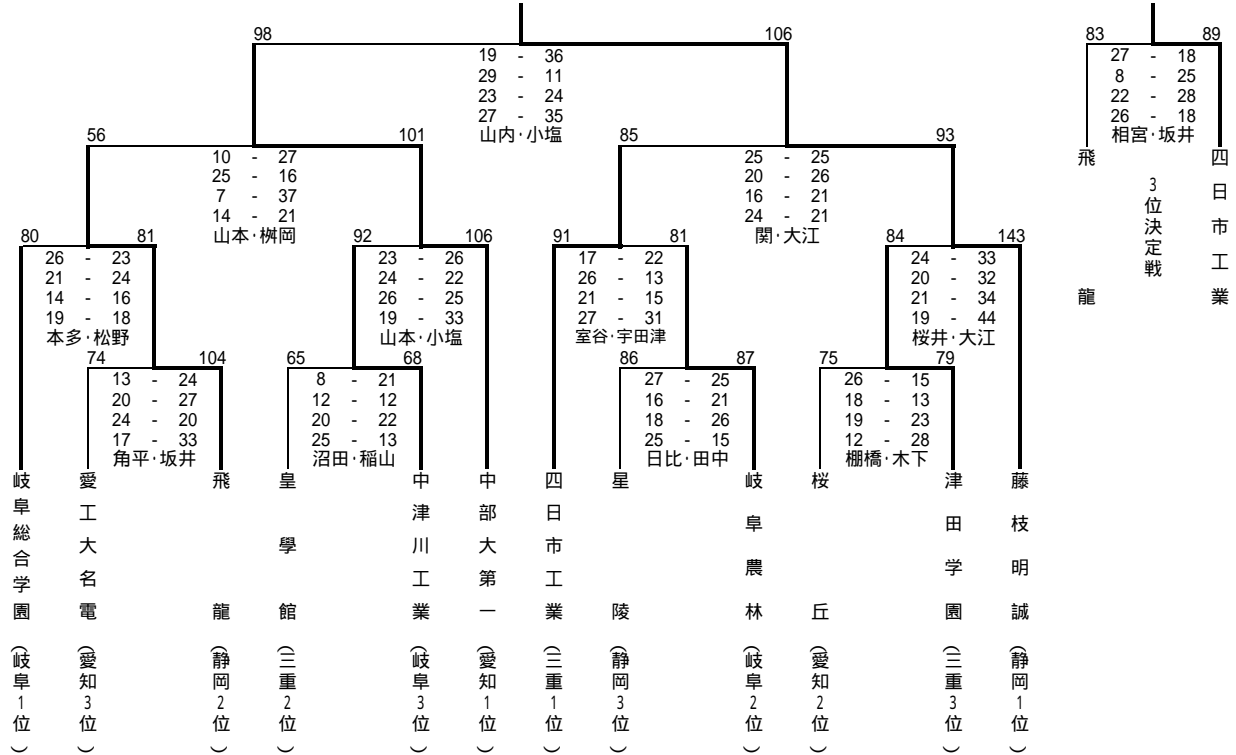 98 106
19 - 36
29 - 11
23 - 24
27 - 35
山内·小塩
83 89
27 - 18
8 - 25
22 - 28
26 - 18
相宮·坂井
飛龍
3位決定戦
四日市工業
56 101
10 - 27
25 - 16
7 - 37
14 - 21
山本·桝岡
85 93
25 - 25
20 - 26
16 - 21
24 - 21
関·大江
80 81
26 - 23
21 - 24
14 - 16
19 - 18
本多·松野
92 106
23 - 26
24 - 22
26 - 25
19 - 33
山本·小塩
91 81
17 - 22
26 - 13
21 - 15
27 - 31
室谷·宇田津
84 143
24 - 33
20 - 32
21 - 34
19 - 44
桜井·大江
74 104
13 - 24
20 - 27
24 - 20
17 - 33
角平·坂井
65 68
8 - 21
12 - 12
20 - 22
25 - 13
沼田·稲山
86 87
27 - 25
16 - 21
18 - 26
25 - 15
日比·田中
75 79
26 - 15
18 - 13
19 - 23
12 - 28
棚橋·木下
岐阜総合学園(岐阜1位)
愛工大名電(愛知3位)
飛龍(静岡2位)
皇學館(三重2位)
中津川工業(岐阜3位)
中部大第一(愛知1位)
四日市工業(三重1位)
星陵(静岡3位)
岐阜農林(岐阜2位)
桜丘(愛知2位)
津田学園(三重3位)
藤枝明誠(静岡1位)